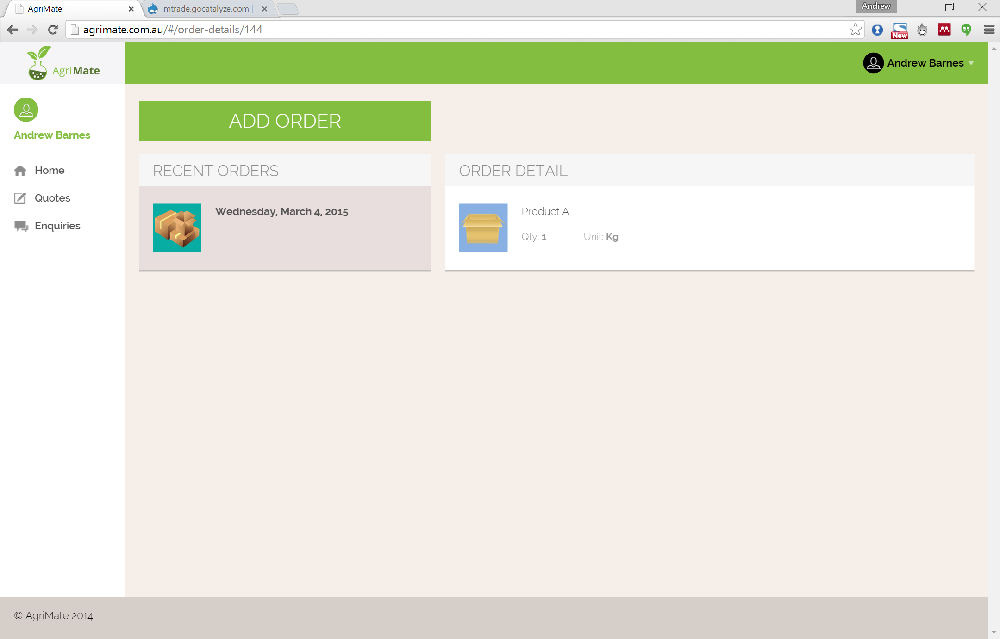 AgriMate
imtrade.gocatalyze.com |
Andrew
agrimate.com.au/#/order-details/144
New
AgriMate
Andrew Barnes
Andrew Barnes
Home
Quotes
Enquiries
ADD ORDER
RECENT ORDERS
Wednesday, March 4, 2015
ORDER DETAIL
Product A
Qty: 1 Unit: Kg
© AgriMate 2014